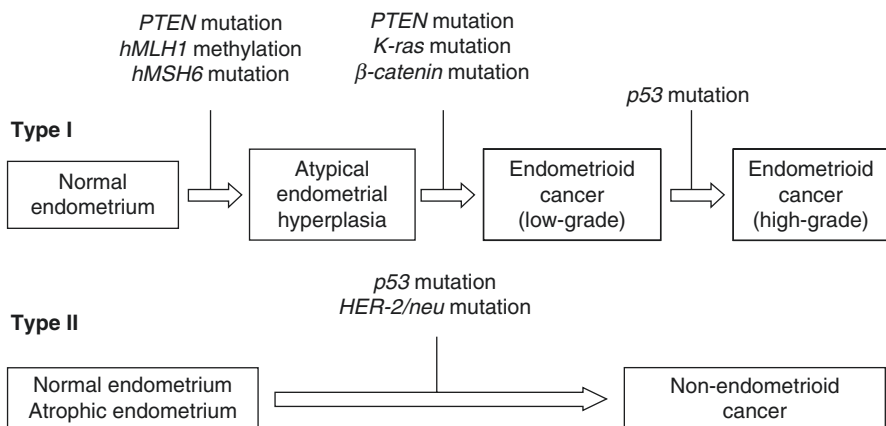 PTEN mutation
hMLH1 methylation
hMSH6 mutation
PTEN mutation
K-ras mutation
β-catenin mutation
p53 mutation
Type I
Normal
endometrium
Atypical
endometrial
hyperplasia
Endometrioid
cancer
(low-grade)
Endometrioid
cancer
(high-grade)
p53 mutation
HER-2/neu mutation
Type II
Normal endometrium
Atrophic endometrium
Non-endometrioid
cancer